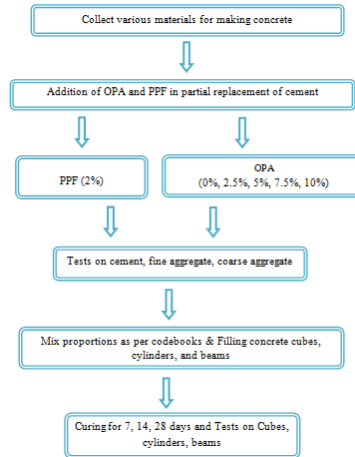 Collect various materials for making concrete
Addition of OPA and PPF in partial replacement of cement
PPF (2%)
OPA
(0%, 2.5%, 5%, 7.5%, 10%)
Tests on cement, fine aggregate, coarse aggregate
Mix proportions as per codebooks & Filling concrete cubes,
cylinders, and beams
Curing for 7, 14, 28 days and Tests on Cubes,
cylinders, beams